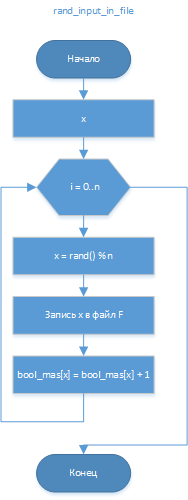 rand_input_in_file
Начало
x
i = 0..n
x = rand() % n
Запись x в файл F
bool_mas[x] = bool_mas[x] + 1
Конец